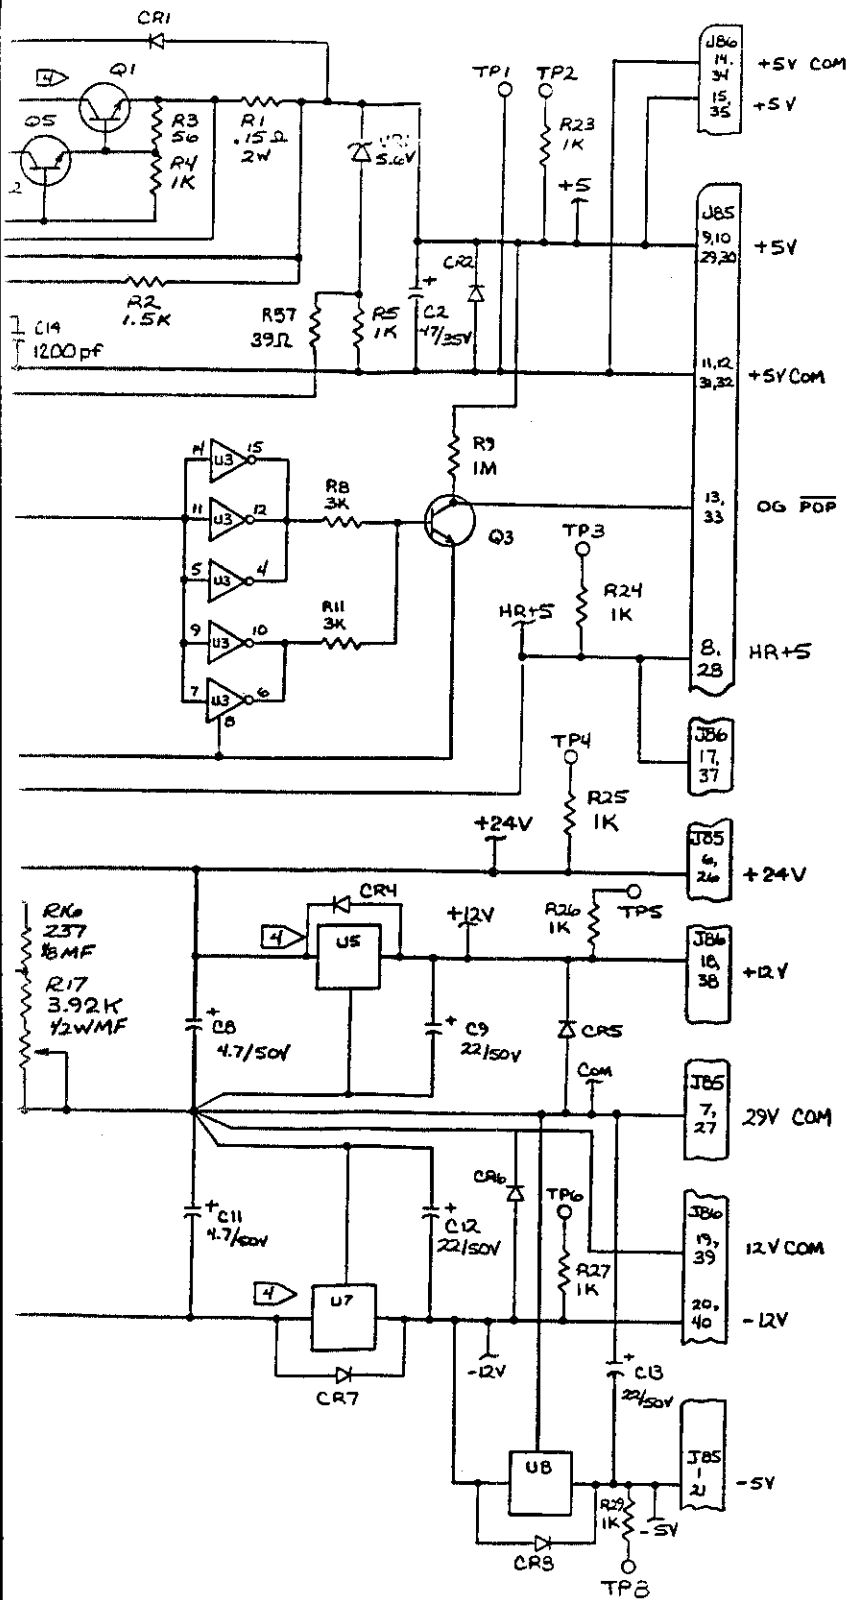 CR1
J86
14.
34
+5V COM
15,
35
+5V
4
Q1
TP1
TP2
Q5
R3
56
R1
.15Ω
2W
R4
1K
5.6V
R23
1K
+5
J85
9,10
29,30
+5V
CR2
R2
1.5K
R57
39Ω
R5
1K
C2
47/35V
C14
1200pf
11,12
31,32
+5V COM
14
U3
15
R9
1M
R8
3K
11
U3
12
13,
33
OG POP
Q3
TP3
5
U3
4
R24
1K
R11
3K
HR+5
9
U3
10
8,
28
HR+5
7
U3
6
8
J86
17,
37
TP4
R25
1K
+24V
J85
6,
26
+24V
CR4
R26
1K
TP5
R16
237
⅛MF
4
U5
+12V
J86
18,
38
+12V
R17
3.92K
½WMF
C8
4.7/50V
C9
22/50V
CR5
COM
J85
7,
27
29V COM
CR6
TP6
C11
4.7/50V
C12
22/50V
J86
19,
39
12V COM
R27
1K
4
U7
20,
40
-12V
-12V
CR7
C13
22/50V
U8
J85
1
21
-5V
R29
1K
-5V
CR8
TP8